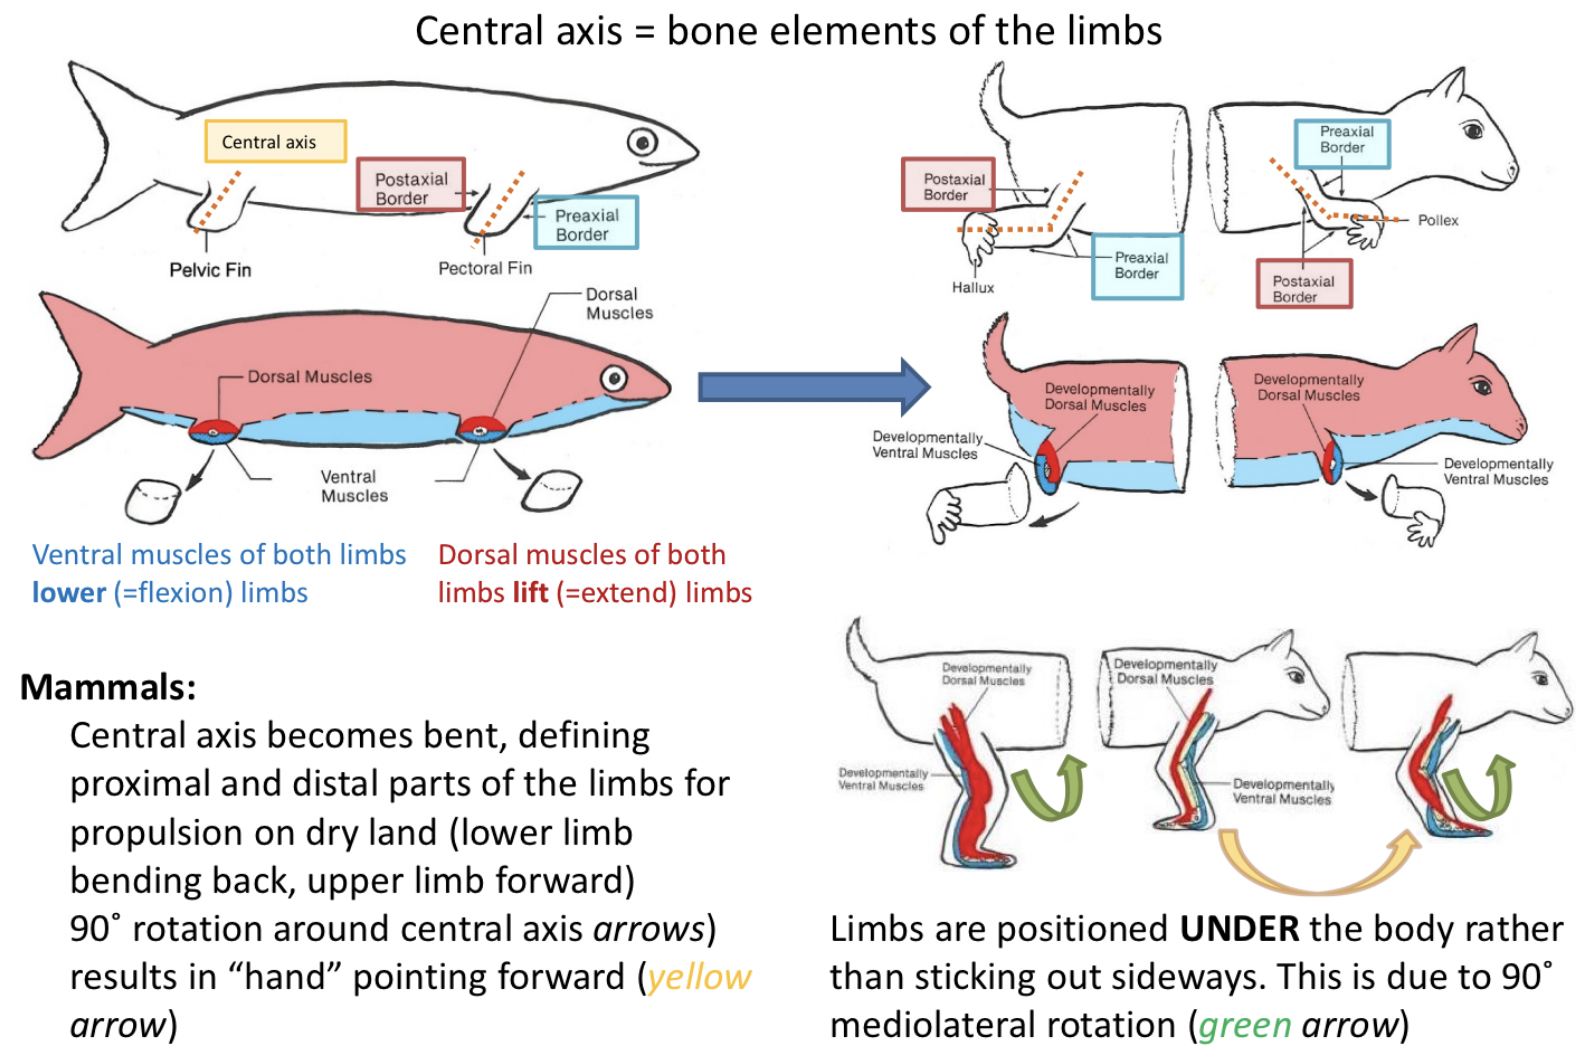 Central axis = bone elements of the limbs
Central axis
Postaxial
Border
Preaxial
Border
Pelvic Fin
Pectoral Fin
Postaxial
Border
Preaxial
Border
Hallux
Preaxial
Border
Pollex
Postaxial
Border
Dorsal
Muscles
Dorsal Muscles
Ventral
Muscles
Developmentally
Dorsal Muscles
Developmentally
Ventral Muscles
Developmentally
Dorsal Muscles
Developmentally
Ventral Muscles
Ventral muscles of both limbs
lower (=flexion) limbs
Dorsal muscles of both
limbs lift (=extend) limbs
Mammals:
Central axis becomes bent, defining
proximal and distal parts of the limbs for
propulsion on dry land (lower limb
bending back, upper limb forward)
90˚ rotation around central axis arrows)
results in “hand” pointing forward (yellow
arrow)
Developmentally
Dorsal Muscles
Developmentally
Ventral Muscles
Developmentally
Dorsal Muscles
Developmentally
Ventral Muscles
Limbs are positioned UNDER the body rather
than sticking out sideways. This is due to 90˚
mediolateral rotation (green arrow)